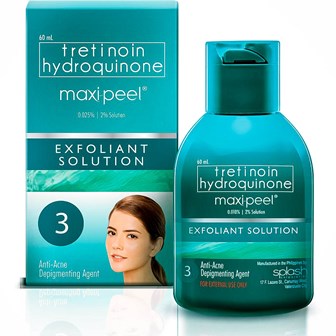 60 mL
tretinoin
hydroquinone
maxi-peel®
0.025% | 2% Solution
EXFOLIANT
SOLUTION
3
Anti-Acne
Depigmenting Agent
60 mL
tretinoin
hydroquinone
maxi-peel®
2% Solution
EXFOLIANT SOLUTION
3
Anti-Acne
Depigmenting Agent
FOR EXTERNAL USE ONLY
Manufactured in the Philippines by
splash